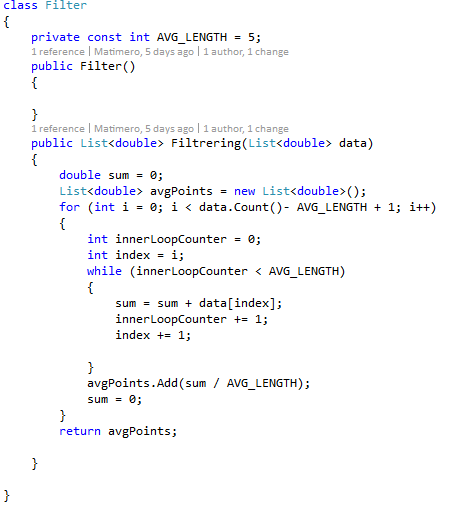 class Filter
{
private const int AVG_LENGTH = 5;
1 reference | Matimero, 5 days ago | 1 author, 1 change
public Filter()
{
}
1 reference | Matimero, 5 days ago | 1 author, 1 change
public List<double> Filtrering(List<double> data)
{
double sum = 0;
List<double> avgPoints = new List<double>();
for (int i = 0; i < data.Count()- AVG_LENGTH + 1; i++)
{
int innerLoopCounter = 0;
int index = i;
while (innerLoopCounter < AVG_LENGTH)
{
sum = sum + data[index];
innerLoopCounter += 1;
index += 1;
}
avgPoints.Add(sum / AVG_LENGTH);
sum = 0;
}
return avgPoints;
}
}